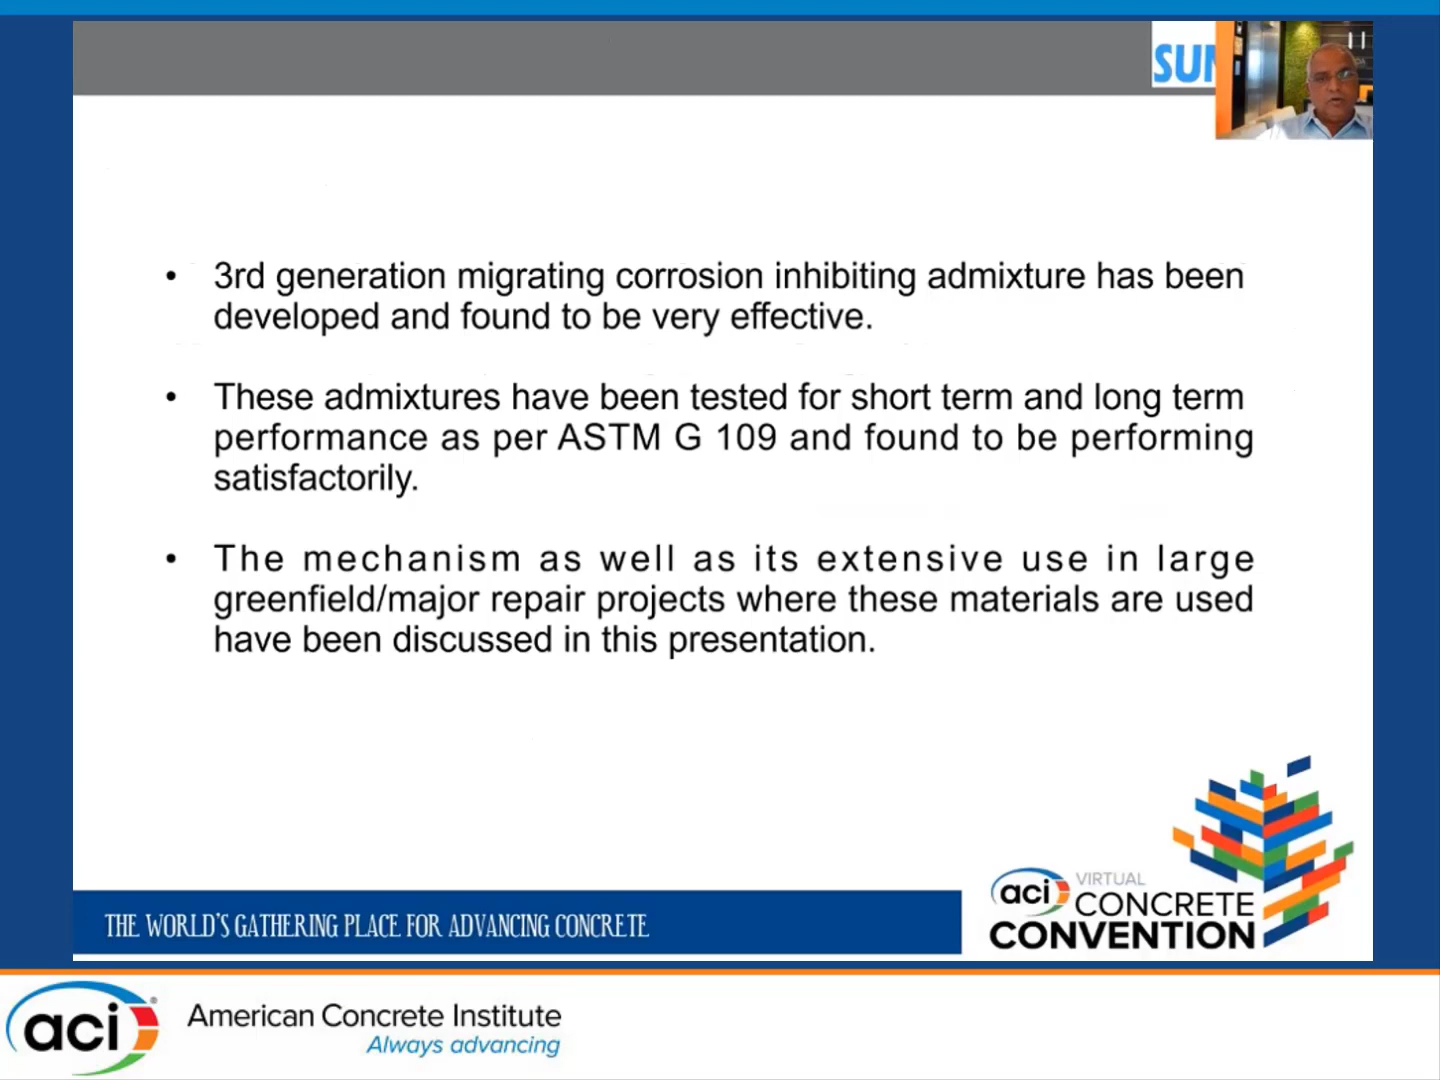 SUN
• 3rd generation migrating corrosion inhibiting admixture has been
developed and found to be very effective.
• These admixtures have been tested for short term and long term
performance as per ASTM G 109 and found to be performing
satisfactorily.
• The mechanism as well as its extensive use in large
greenfield/major repair projects where these materials are used
have been discussed in this presentation.
THE WORLD'S GATHERING PLACE FOR ADVANCING CONCRETE
aci VIRTUAL
CONCRETE
CONVENTION
aci®
American Concrete Institute
Always advancing